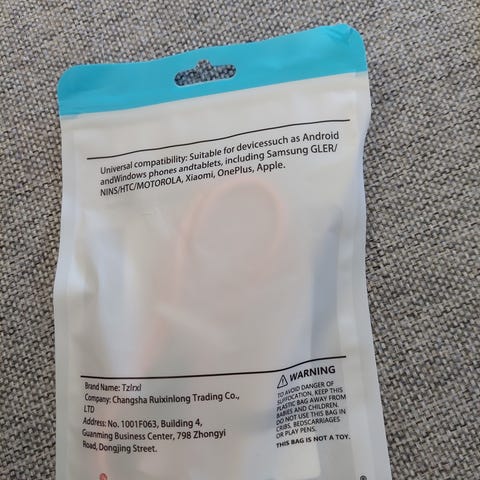 Universal compatibility: Suitable for devicessuch as Android
andWindows phones andtablets, including Samsung GLER/
NINS/HTC/MOTOROLA, Xiaomi, OnePlus, Apple.
Brand Name: Tzlrxl
Company: Changsha Ruixinlong Trading Co.,
LTD
Address: No. 1001F063, Building 4,
Guanming Business Center, 798 Zhongyi
Road, Dongjing Street.
WARNING
TO AVOID DANGER OF
SUFFOCATION, KEEP THIS
PLASTIC BAG AWAY FROM
BABIES AND CHILDREN.
DO NOT USE THIS BAG IN
CRIBS, BEDSCARRIAGES
OR PLAY PENS.
THIS BAG IS NOT A TOY.